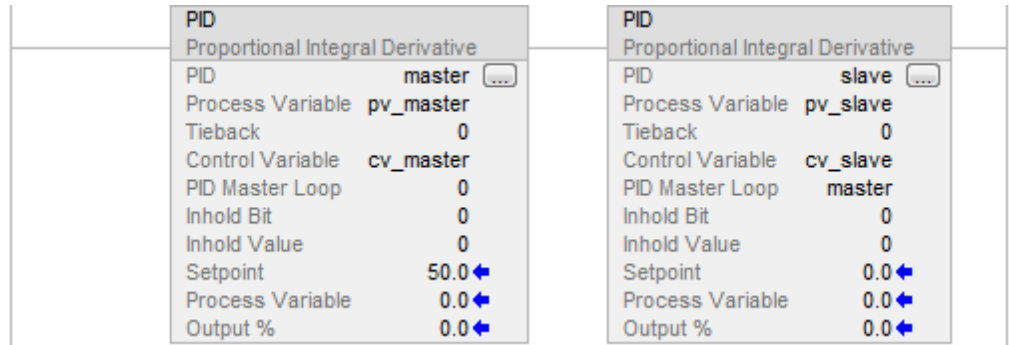 PID
Proportional Integral Derivative
PID master ...
Process Variable pv_master
Tieback 0
Control Variable cv_master
PID Master Loop 0
Inhold Bit 0
Inhold Value 0
Setpoint 50.0
Process Variable 0.0
Output % 0.0
PID
Proportional Integral Derivative
PID slave ...
Process Variable pv_slave
Tieback 0
Control Variable cv_slave
PID Master Loop master
Inhold Bit 0
Inhold Value 0
Setpoint 0.0
Process Variable 0.0
Output % 0.0